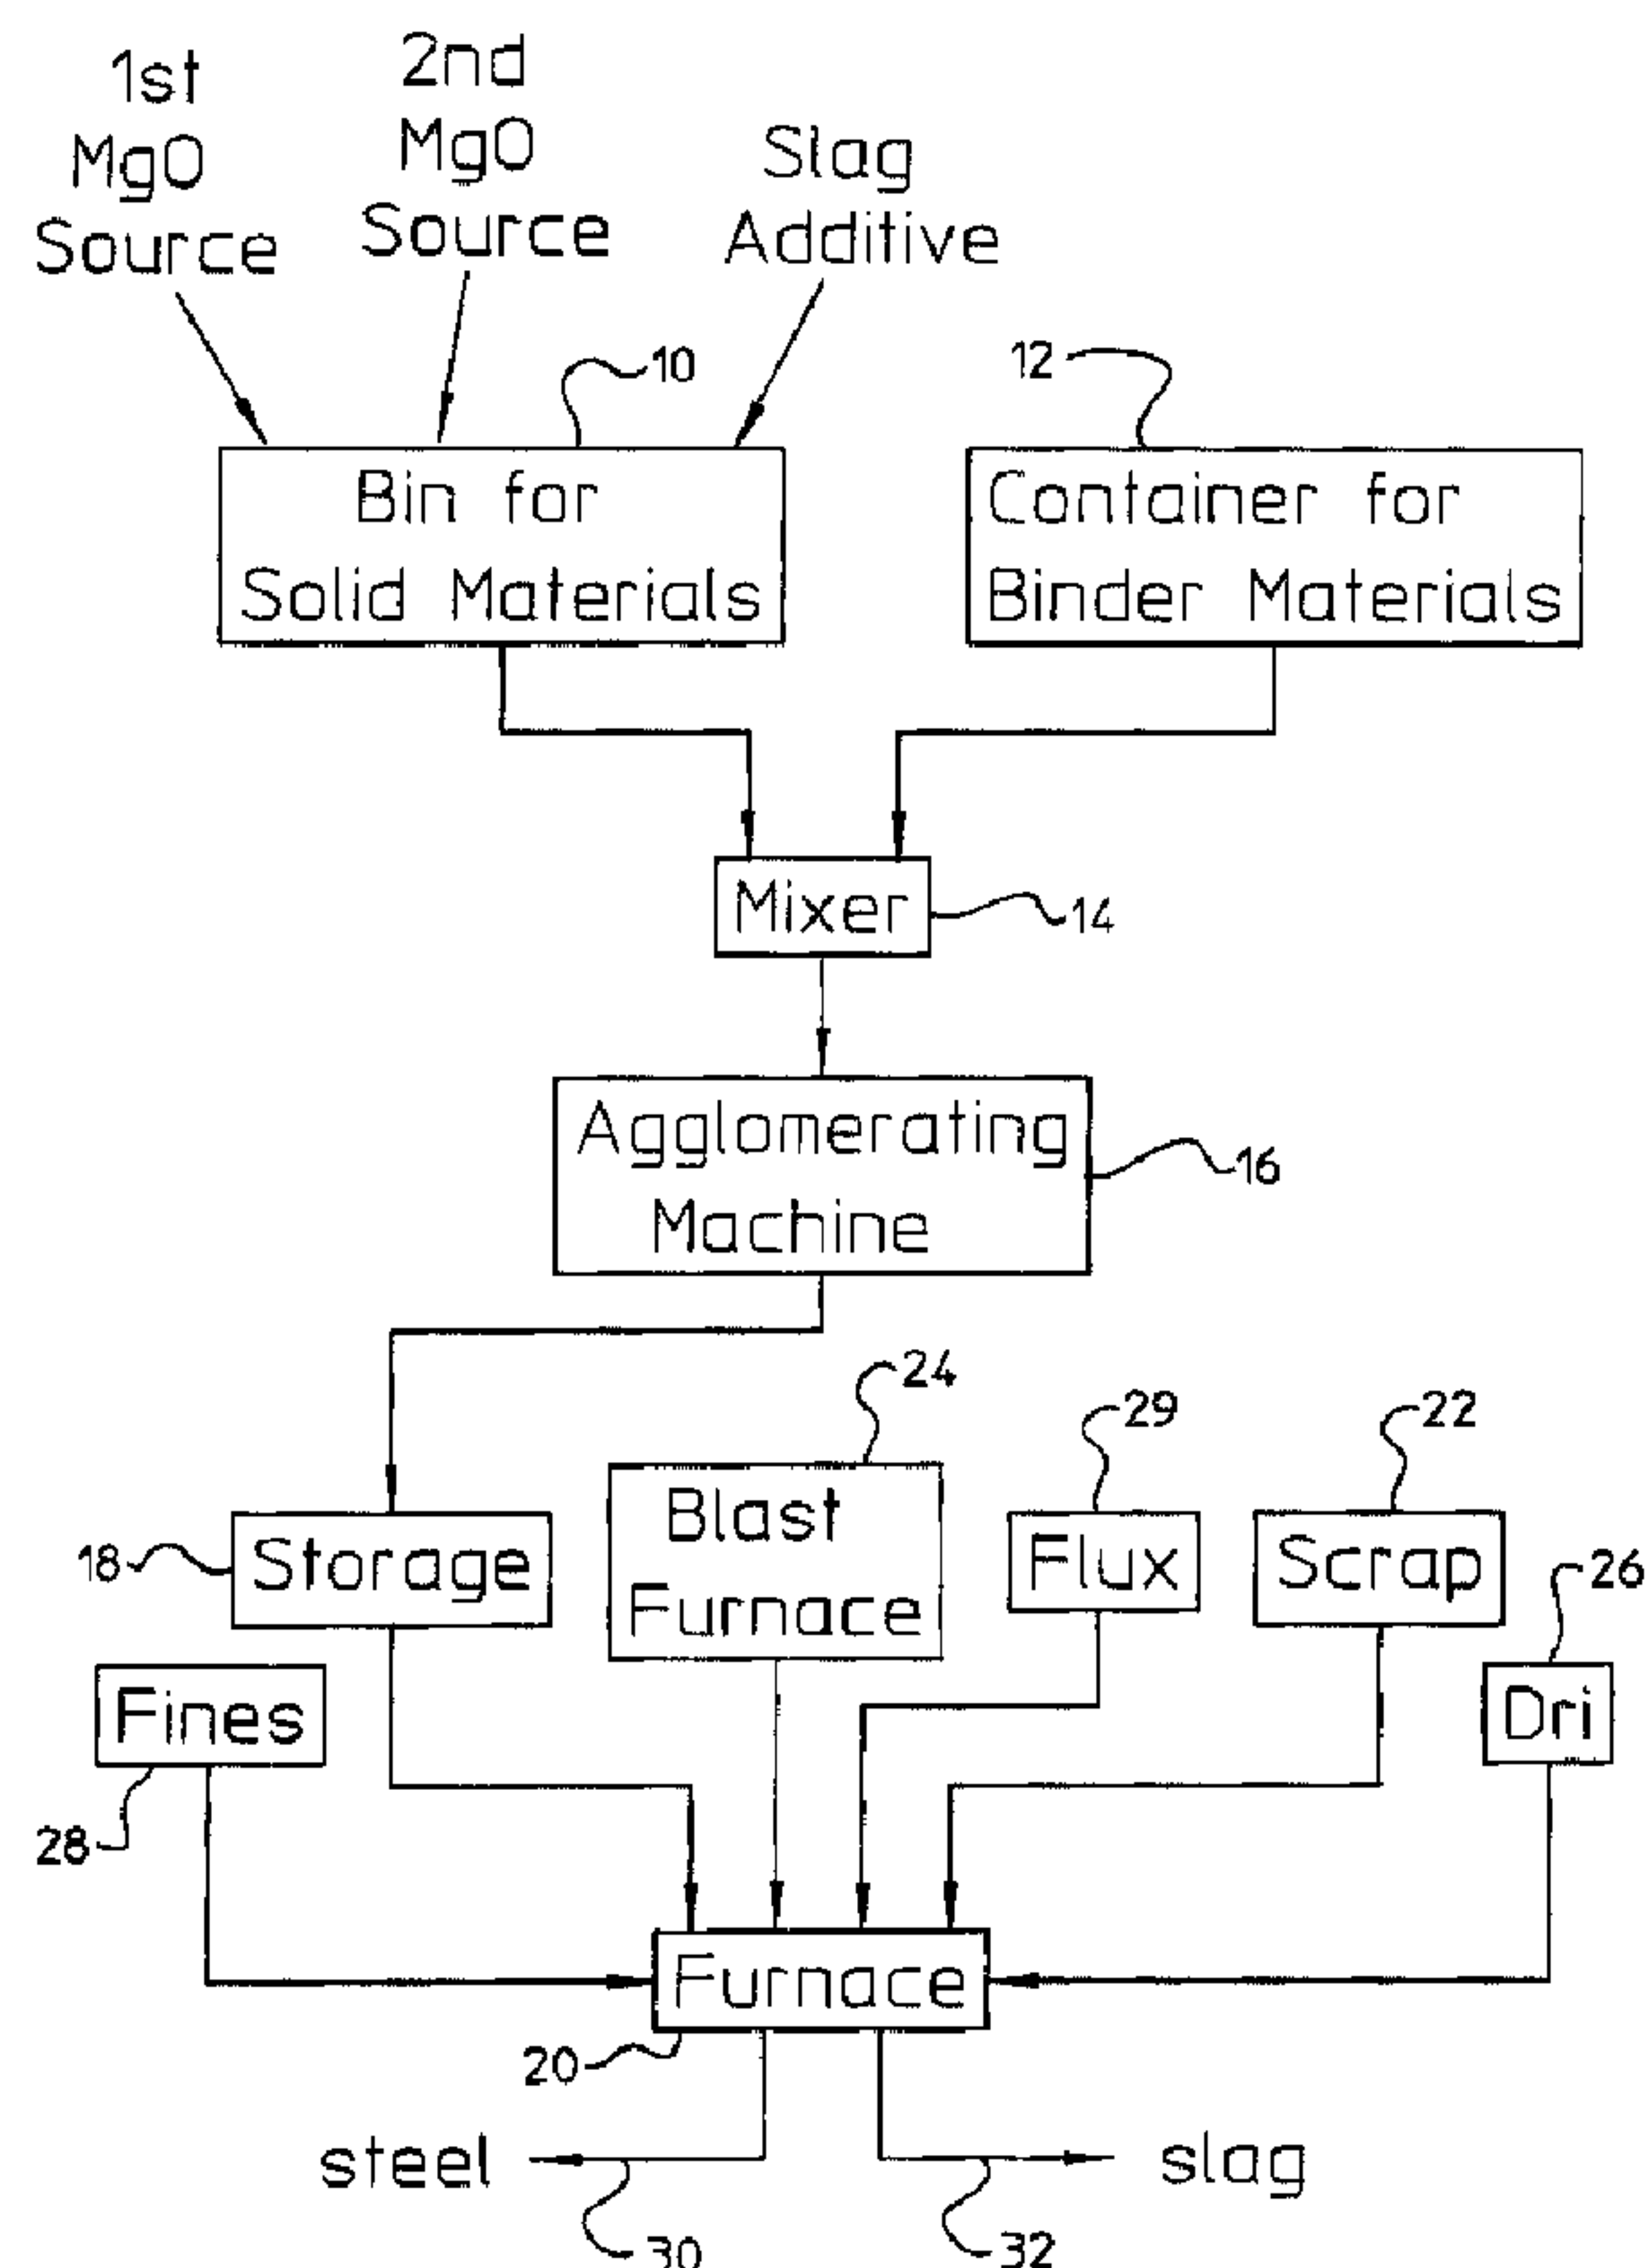 1st
MgO
Source
2nd
MgO
Source
Slag
Additive
10
12
Bin for
Solid Materials
Container for
Binder Materials
Mixer
14
Agglomerating
Machine
16
24
29
22
Blast
Furnace
18
Storage
Flux
Scrap
26
Fines
Dri
28
Furnace
20
steel
slag
30
32